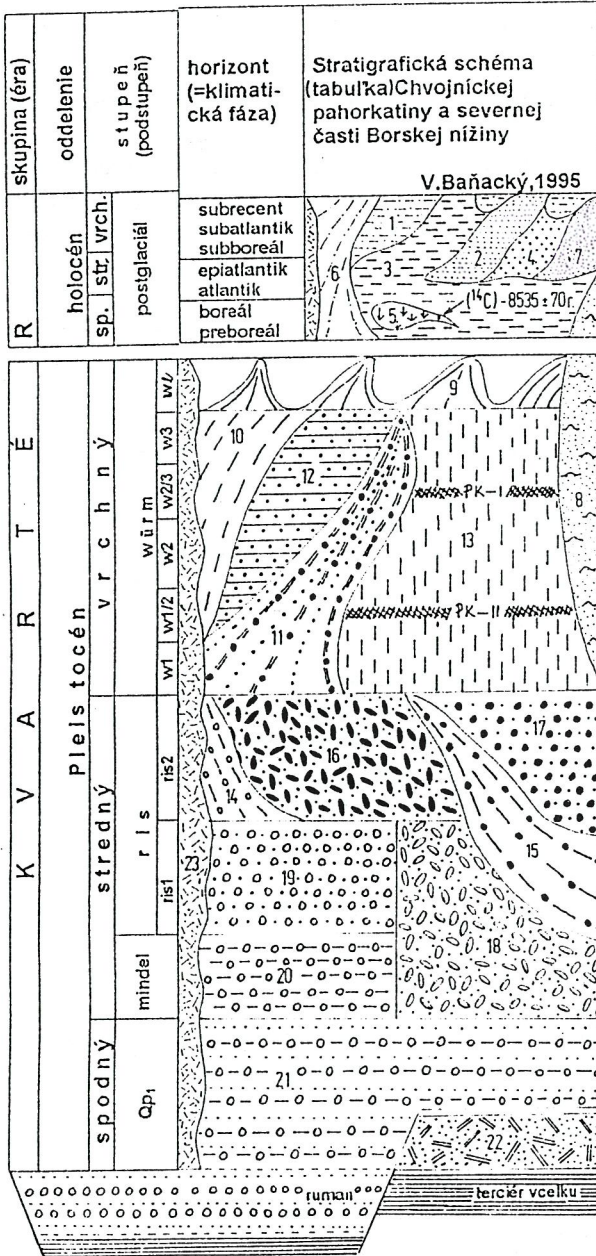 skupina (éra)
oddelenie
stupeň
(podstupeň)
horizont
(=klimati-
cká fáza)
Stratigrafická schéma
(tabuľka)Chvojníckej
pahorkatiny a severnej
časti Borskej nížiny
V.Baňacký,1995
R
holocén
sp.
str.
vrch.
postglaciál
subrecent
subatlantik
subboreál
epiatlantik
atlantik
boreál
preboreál
1
2
3
4
5
6
7
(¹⁴C) - 8535 ± 70r.
KVARTÉ
Pleistocén
vrchný
würm
w3
w2/3
w2
w1/2
w1
8
9
10
11
12
13
PK-I
PK-II
stredný
ris
ris2
ris1
mindel
14
15
16
17
18
19
20
23
spodný
Qp₁
21
22
ruman
terciér vcelku